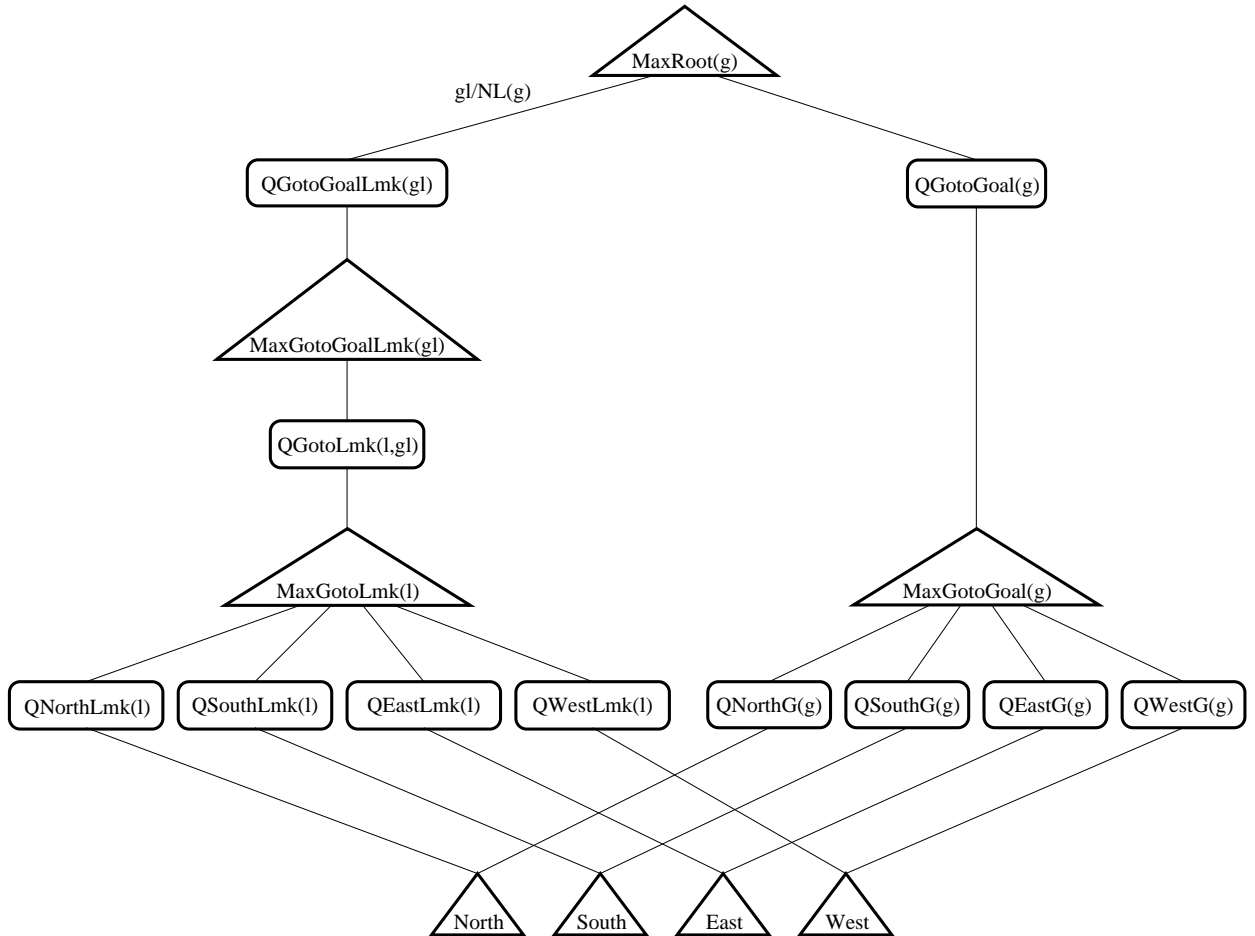 MaxRoot(g)
gl/NL(g)
QGotoGoalLmk(gl)
QGotoGoal(g)
MaxGotoGoalLmk(gl)
QGotoLmk(l,gl)
MaxGotoLmk(l)
MaxGotoGoal(g)
QNorthLmk(l)
QSouthLmk(l)
QEastLmk(l)
QWestLmk(l)
QNorthG(g)
QSouthG(g)
QEastG(g)
QWestG(g)
North
South
East
West